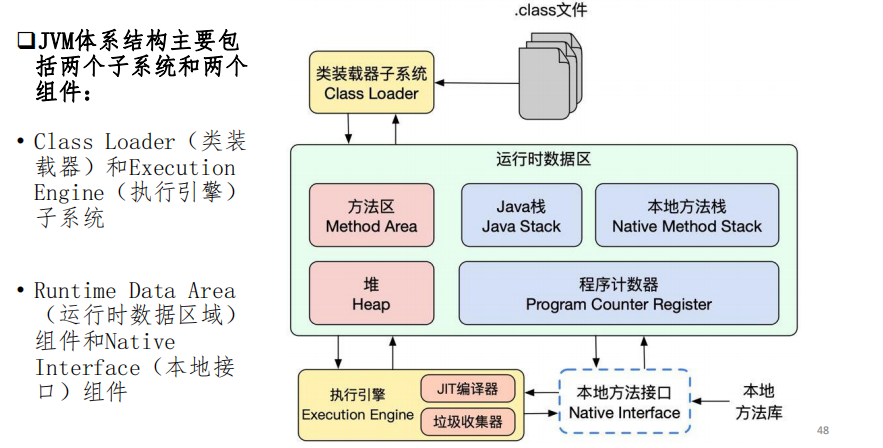 ❑JVM体系结构主要包
括两个子系统和两个
组件：
• Class Loader（类装
载器）和Execution
Engine（执行引擎）
子系统
• Runtime Data Area
（运行时数据区域）
组件和Native
Interface（本地接
口）组件
.class文件
类装载器子系统
Class Loader
运行时数据区
方法区
Method Area
Java栈
Java Stack
本地方法栈
Native Method Stack
堆
Heap
程序计数器
Program Counter Register
执行引擎
Execution Engine
JIT编译器
垃圾收集器
本地方法接口
Native Interface
本地
方法库
48